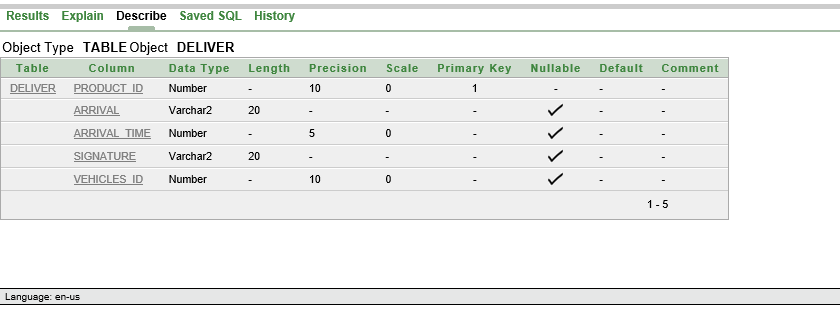 Results Explain Describe Saved SQL History
Object Type TABLE Object DELIVER
Table Column Data Type Length Precision Scale Primary Key Nullable Default Comment
DELIVER PRODUCT_ID Number - 10 0 1 - - -
ARRIVAL Varchar2 20 - - - - -
ARRIVAL_TIME Number - 5 0 - - -
SIGNATURE Varchar2 20 - - - - -
VEHICLES_ID Number - 10 0 - - -
1 - 5
Language: en-us